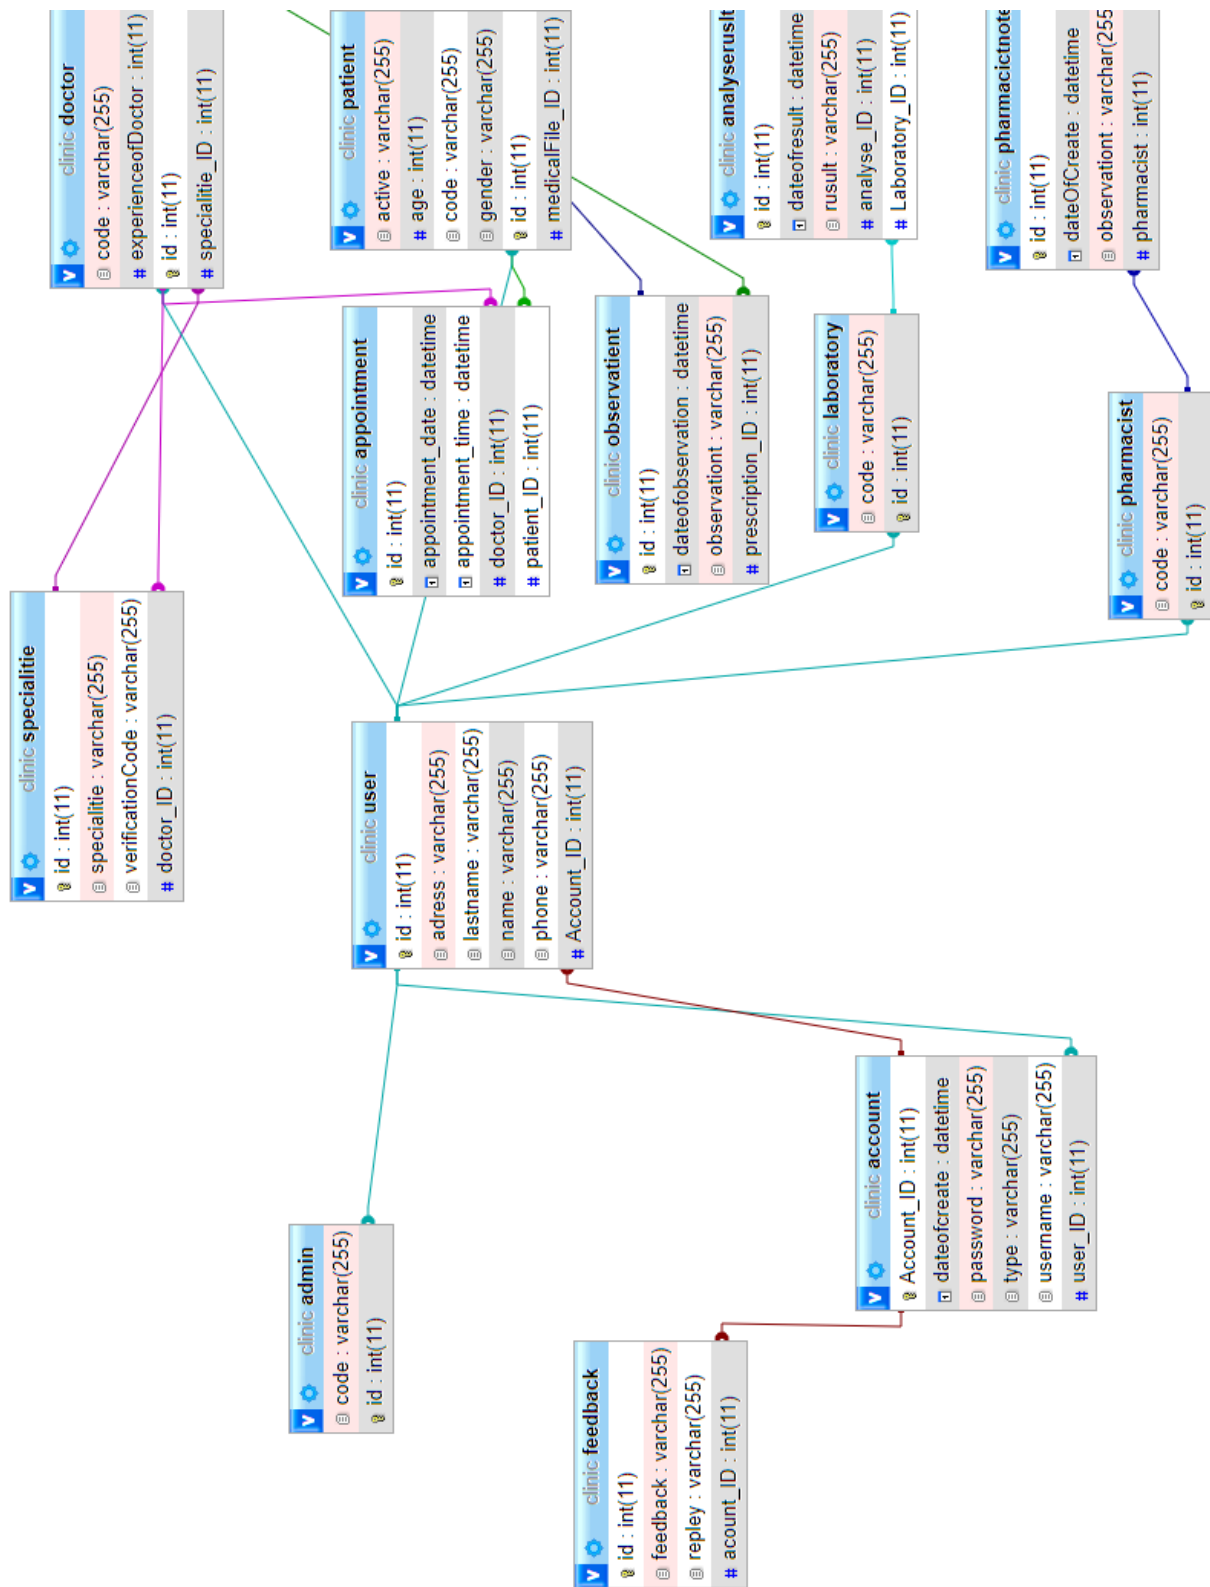 clinic feedback
id : int(11)
feedback : varchar(255)
repley : varchar(255)
acount_ID : int(11)
clinic admin
code : varchar(255)
id : int(11)
clinic account
Account_ID : int(11)
dateofcreate : datetime
password : varchar(255)
type : varchar(255)
username : varchar(255)
user_ID : int(11)
clinic specialitie
id : int(11)
specialitie : varchar(255)
verificationCode : varchar(255)
doctor_ID : int(11)
clinic user
id : int(11)
adress : varchar(255)
lastname : varchar(255)
name : varchar(255)
phone : varchar(255)
Account_ID : int(11)
clinic appointment
id : int(11)
appointment_date : datetime
appointment_time : datetime
doctor_ID : int(11)
patient_ID : int(11)
clinic observatient
id : int(11)
dateofobservation : datetime
observationt : varchar(255)
prescription_ID : int(11)
clinic laboratory
code : varchar(255)
id : int(11)
clinic pharmacist
code : varchar(255)
id : int(11)
clinic doctor
code : varchar(255)
experienceofDoctor : int(11)
id : int(11)
specialitie_ID : int(11)
clinic patient
active : varchar(255)
age : int(11)
code : varchar(255)
gender : varchar(255)
id : int(11)
medicalFile_ID : int(11)
clinic analyseruslt
id : int(11)
dateofresult : datetime
rusult : varchar(255)
analyse_ID : int(11)
Laboratory_ID : int(11)
clinic pharmacictnote
id : int(11)
dateOfCreate : datetime
observationt : varchar(255
pharmacist : int(11)